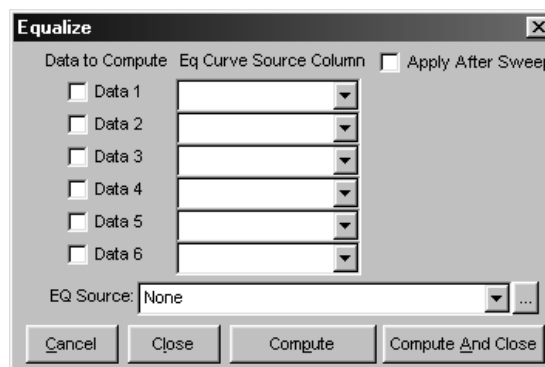 Equalize
Data to Compute Eq Curve Source Column Apply After Sweep
Data 1
Data 2
Data 3
Data 4
Data 5
Data 6
EQ Source: None ...
Cancel Close Compute Compute And Close